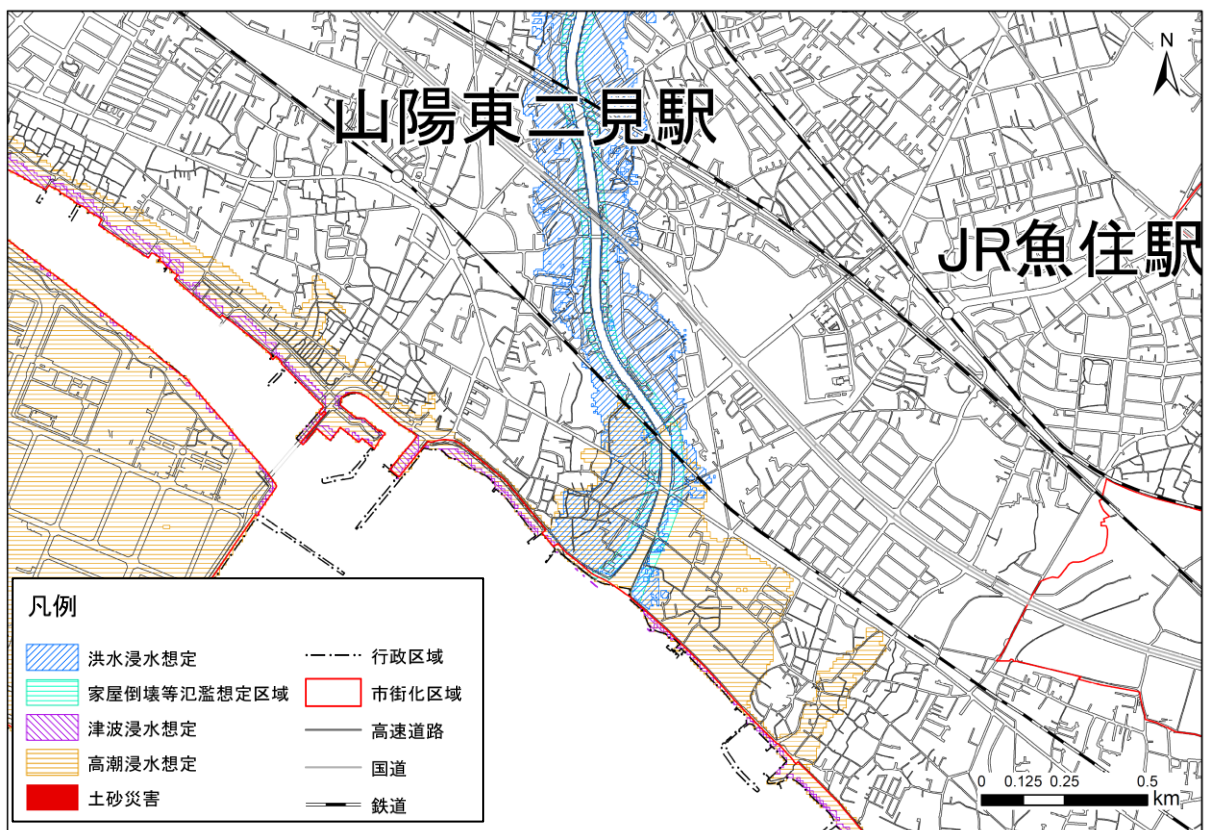 N
山陽東二見駅
JR魚住駅
凡例
洪水浸水想定
家屋倒壊等氾濫想定区域
津波浸水想定
高潮浸水想定
土砂災害
行政区域
市街化区域
高速道路
国道
鉄道
0 0.125 0.25 0.5
km